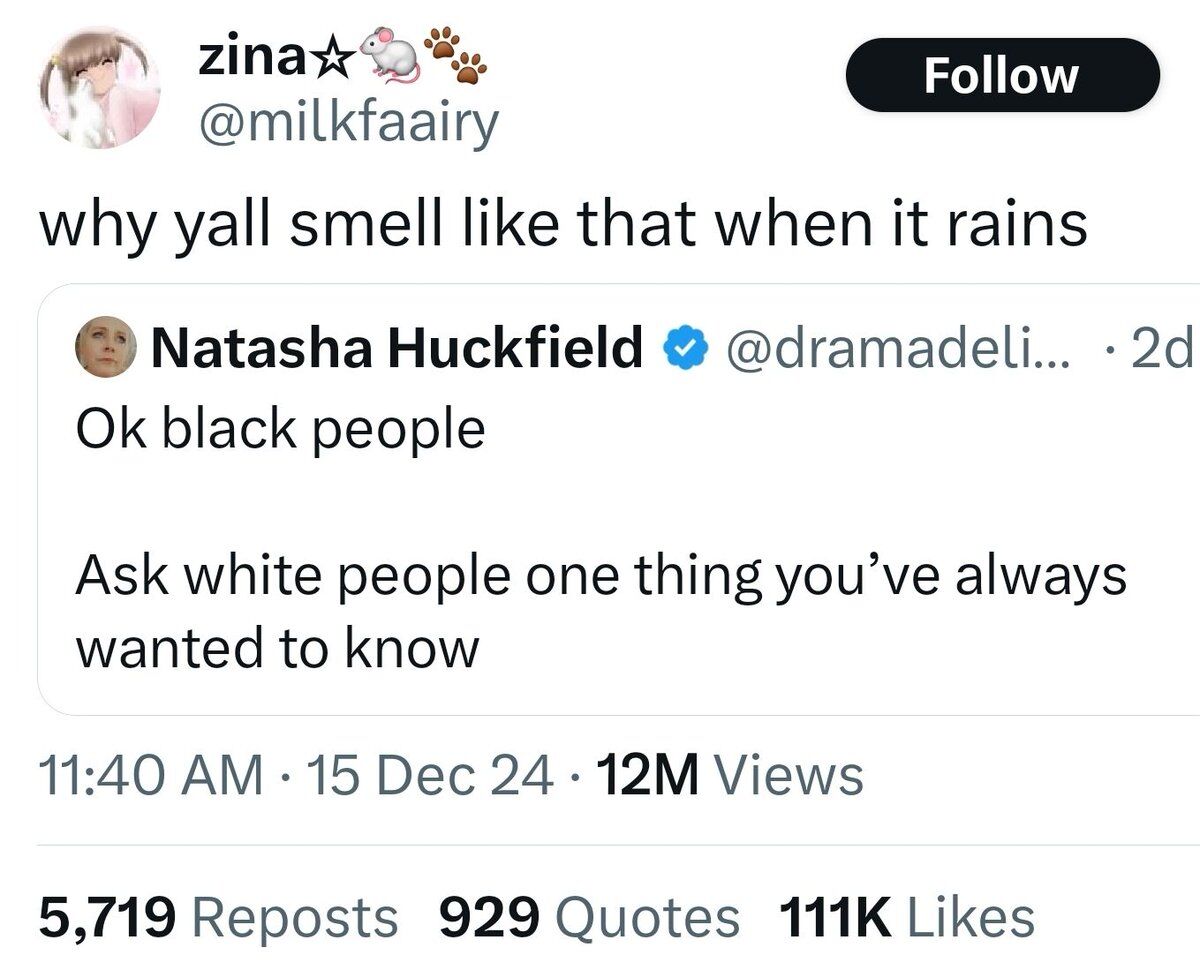 zina☆🐁🐾
@milkfaairy
Follow
why yall smell like that when it rains
Natasha Huckfield @dramadeli... · 2d
Ok black people
Ask white people one thing you’ve always
wanted to know
11:40 AM · 15 Dec 24 · 12M Views
5,719 Reposts 929 Quotes 111K Likes